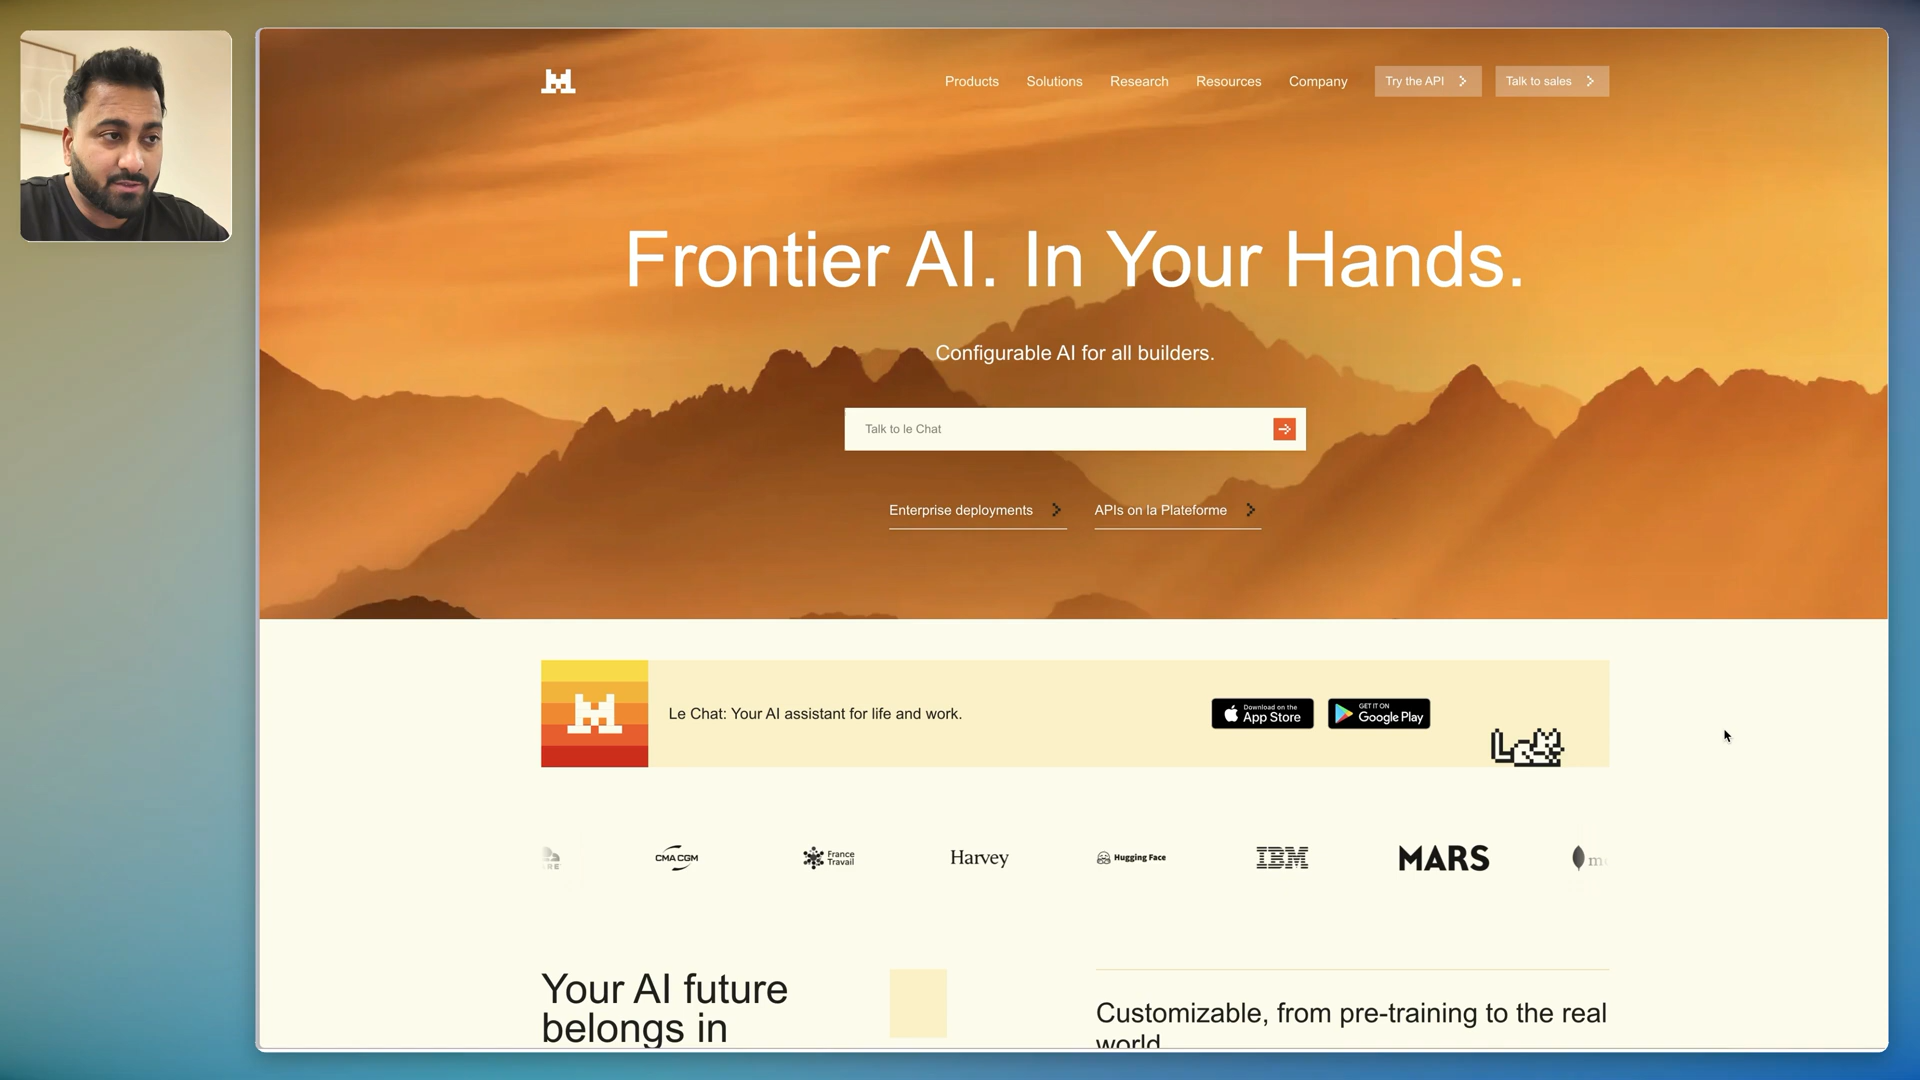 Products Solutions Research Resources Company Try the API Talk to sales
Frontier AI. In Your Hands.
Configurable AI for all builders.
Talk to le Chat
Enterprise deployments APIs on la Plateforme
Le Chat: Your AI assistant for life and work.
Download on the
App Store
GET IT ON
Google Play
CMA CGM
France
Travail
Harvey
Hugging Face
IBM
MARS
Your AI future
belongs in
Customizable, from pre-training to the real
world